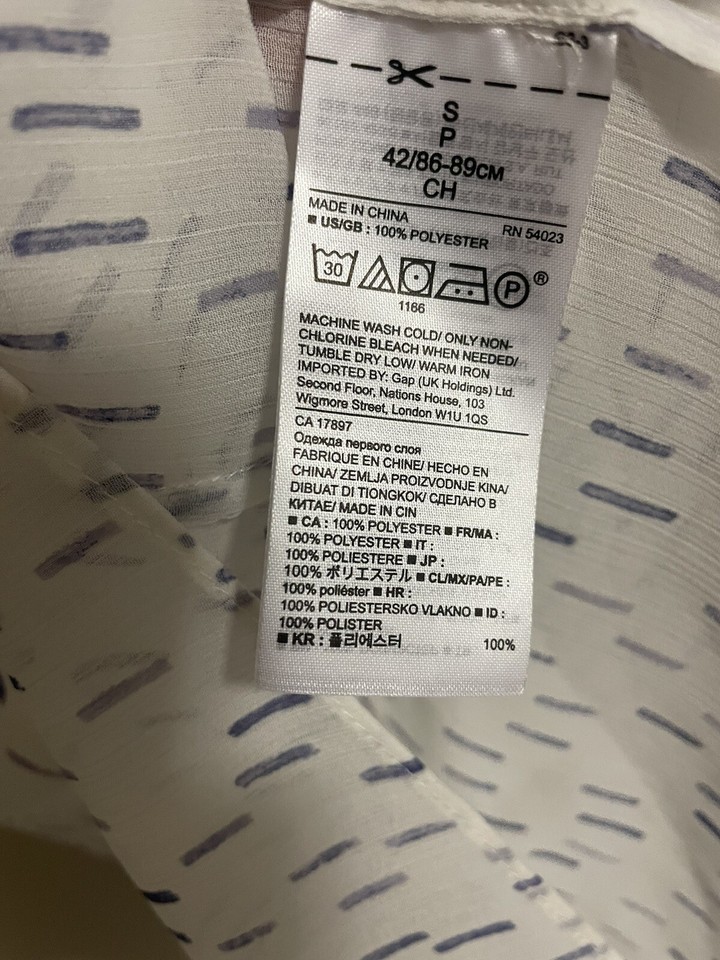 S
P
42/86-89CM
CH
MADE IN CHINA RN 54023
■ US/GB : 100% POLYESTER
30 P ®
1166
MACHINE WASH COLD/ ONLY NON-
CHLORINE BLEACH WHEN NEEDED/
TUMBLE DRY LOW/ WARM IRON
IMPORTED BY: Gap (UK Holdings) Ltd.
Second Floor, Nations House, 103
Wigmore Street, London W1U 1QS
CA 17897
Одежда первого слоя
FABRIQUE EN CHINE/ HECHO EN
CHINA/ ZEMLJA PROIZVODNJE KINA/
DIBUAT DI TIONGKOK/ СДЕЛАНО В
КИТАЕ/ MADE IN CIN
■ CA : 100% POLYESTER ■ FR/MA :
100% POLYESTER ■ IT :
100% POLIESTERE ■ JP :
100% ポリエステル ■ CL/MX/PA/PE :
100% poliéster ■ HR :
100% POLIESTERSKO VLAKNO ■ ID :
100% POLISTER
■ KR : 폴리에스터 100%